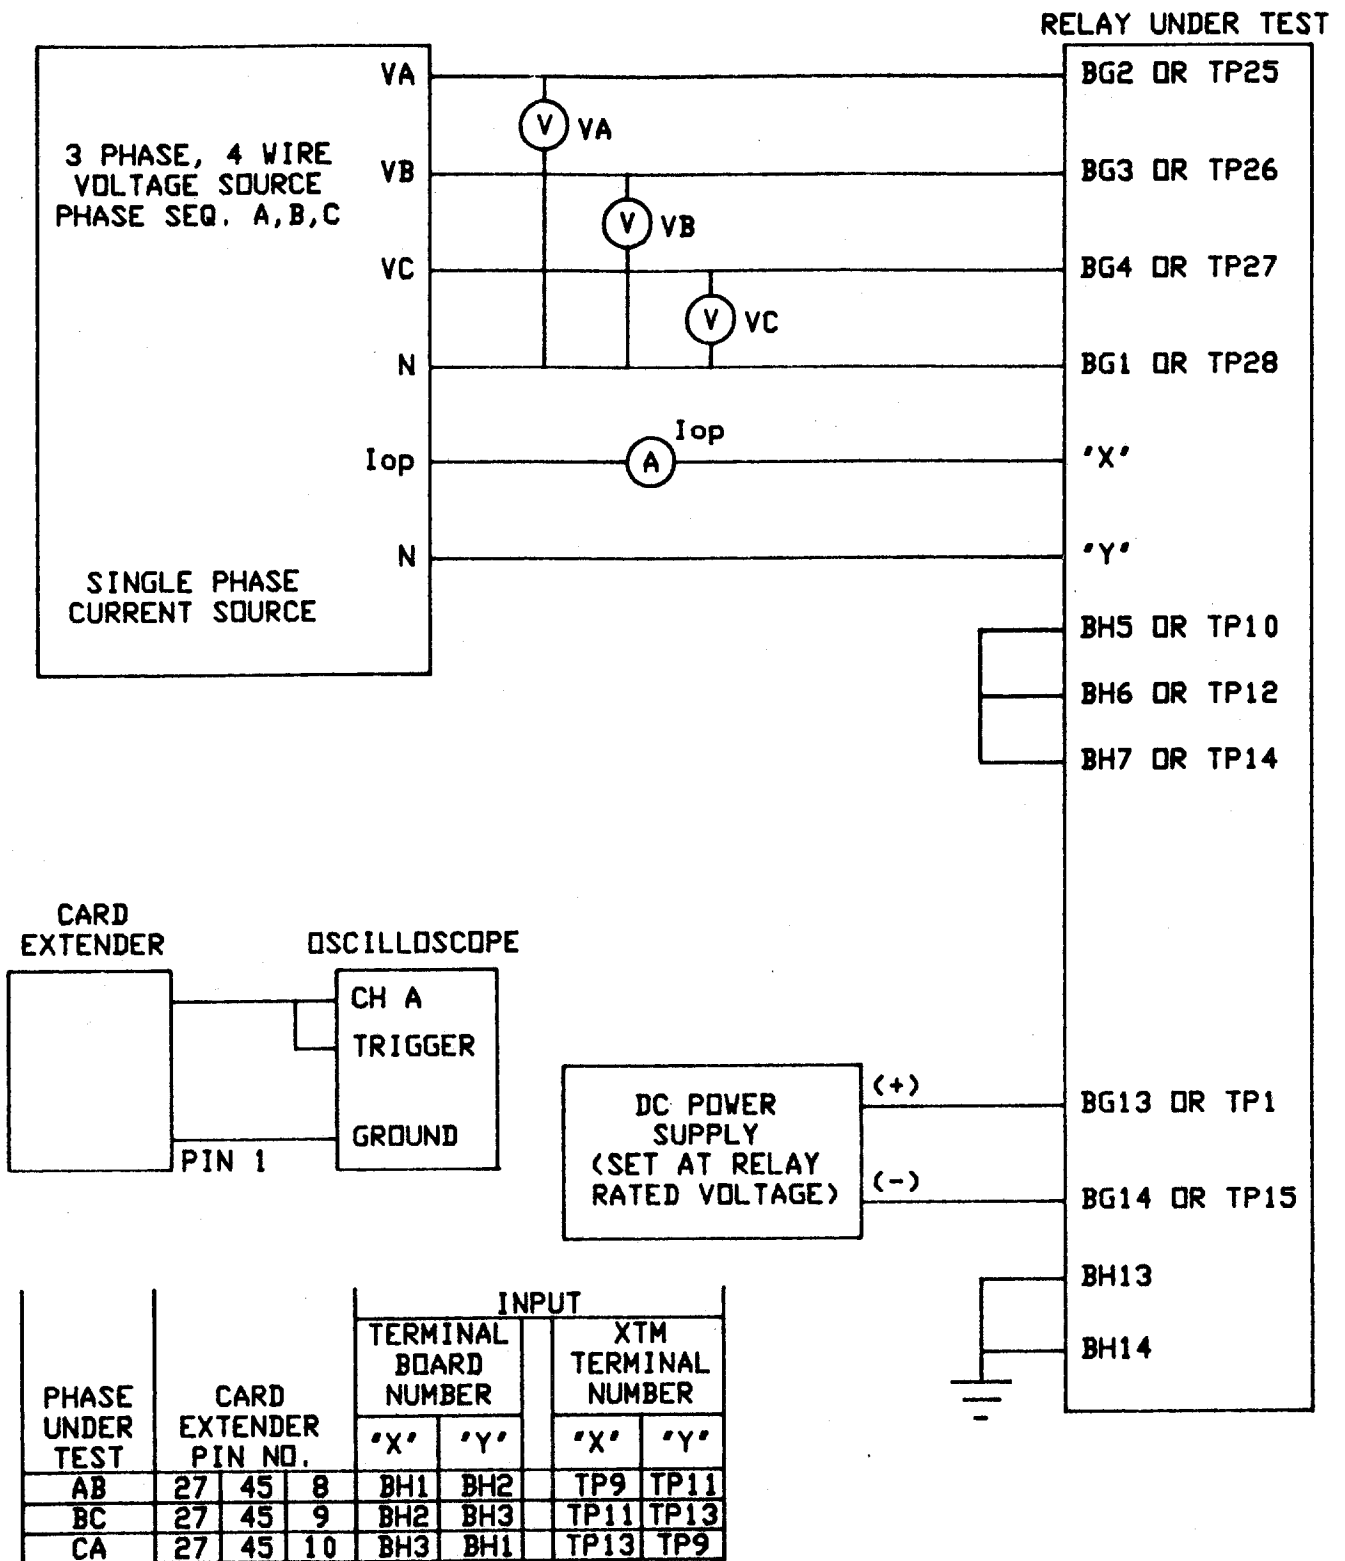 RELAY UNDER TEST
3 PHASE, 4 WIRE
VOLTAGE SOURCE
PHASE SEQ. A,B,C
VA
VB
VC
N
Iop
N
SINGLE PHASE
CURRENT SOURCE
V VA
V VB
V VC
Iop
A
BG2 OR TP25
BG3 OR TP26
BG4 OR TP27
BG1 OR TP28
"X"
"Y"
BH5 OR TP10
BH6 OR TP12
BH7 OR TP14
CARD
EXTENDER
OSCILLOSCOPE
CH A
TRIGGER
GROUND
PIN 1
DC POWER
SUPPLY
(SET AT RELAY
RATED VOLTAGE)
(+)
(-)
BG13 OR TP1
BG14 OR TP15
BH13
BH14
INPUT
TERMINAL
BOARD
NUMBER
XTM
TERMINAL
NUMBER
PHASE
UNDER
TEST
CARD
EXTENDER
PIN NO.
"X" "Y" "X" "Y"
AB 27 45 8 BH1 BH2 TP9 TP11
BC 27 45 9 BH2 BH3 TP11 TP13
CA 27 45 10 BH3 BH1 TP13 TP9